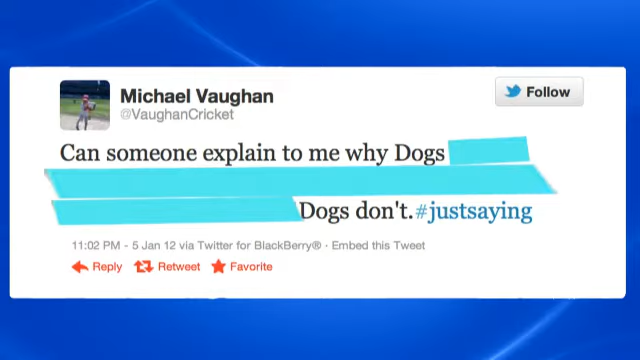 Michael Vaughan
@VaughanCricket
Follow
Can someone explain to me why Dogs
Dogs don't. #justsaying
11:02 PM - 5 Jan 12 via Twitter for BlackBerry® · Embed this Tweet
Reply Retweet Favorite